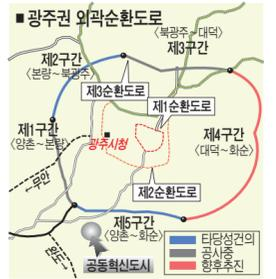 ■ 광주권 외곽순환도로
〈북광주~대덕〉
제3구간
제2구간
〈본량~북광주〉
제3순환도로
제1순환도로
제1구간
〈양촌~본량〉
광주시청
제4구간
〈대덕~화순〉
무안
제2순환도로
제5구간
〈양촌~화순〉
공동혁신도시
타당성건의
공사중
향후추진